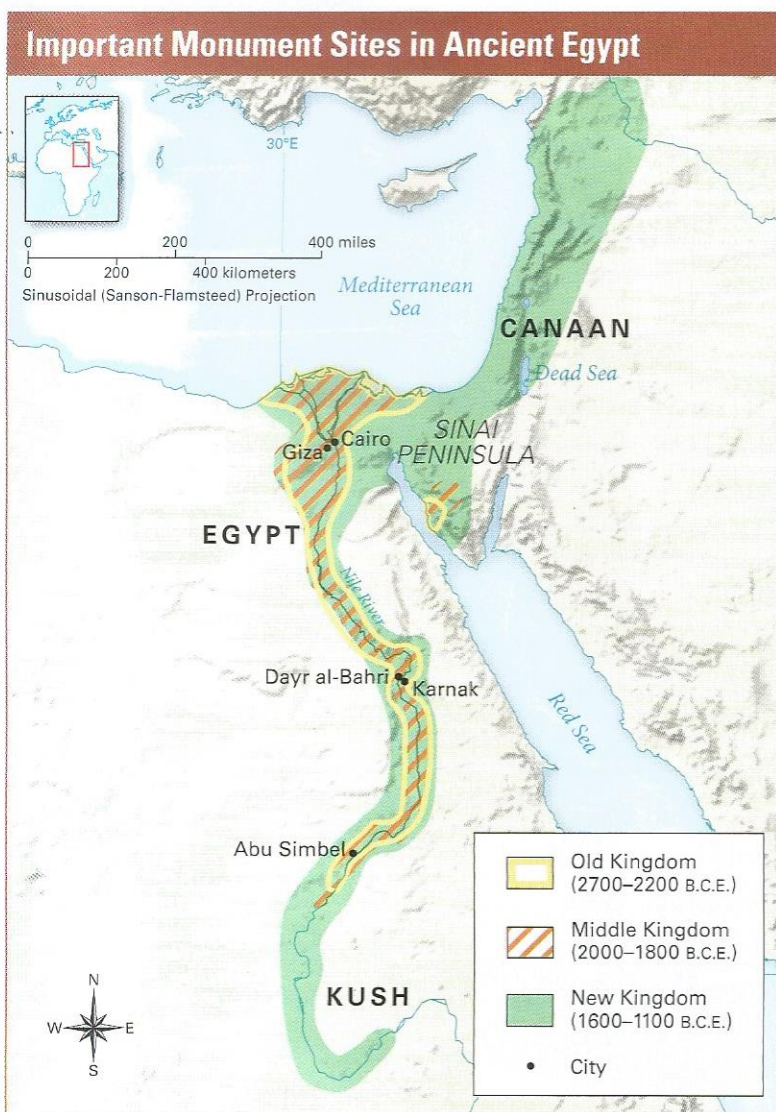 Important Monument Sites in Ancient Egypt
30°E
0 200 400 miles
0 200 400 kilometers
Sinusoidal (Sanson-Flamsteed) Projection
Mediterranean
Sea
CANAAN
Dead Sea
SINAI
PENINSULA
Cairo
Giza
EGYPT
Nile River
Dayr al-Bahri
Karnak
Red Sea
Abu Simbel
KUSH
N
W E
S
Old Kingdom
(2700–2200 B.C.E.)
Middle Kingdom
(2000–1800 B.C.E.)
New Kingdom
(1600–1100 B.C.E.)
City